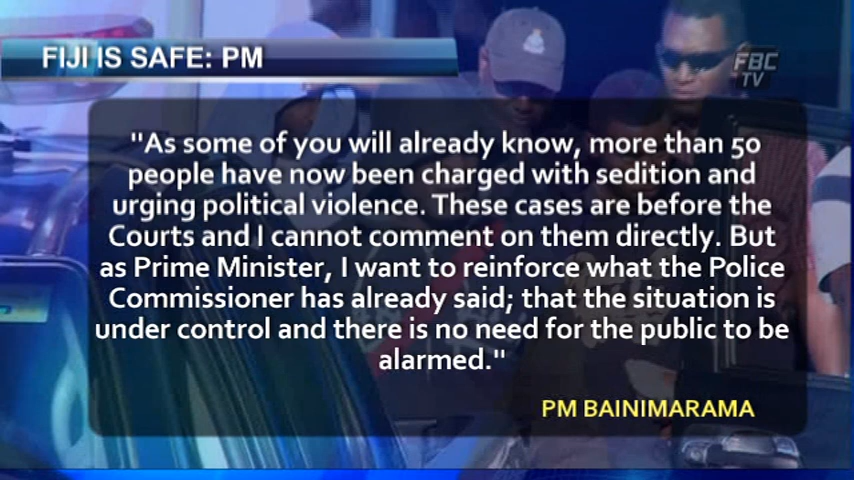 FIJI IS SAFE: PM
FBC
TV
"As some of you will already know, more than 50
people have now been charged with sedition and
urging political violence. These cases are before the
Courts and I cannot comment on them directly. But
as Prime Minister, I want to reinforce what the Police
Commissioner has already said; that the situation is
under control and there is no need for the public to be
alarmed."
PM BAINIMARAMA